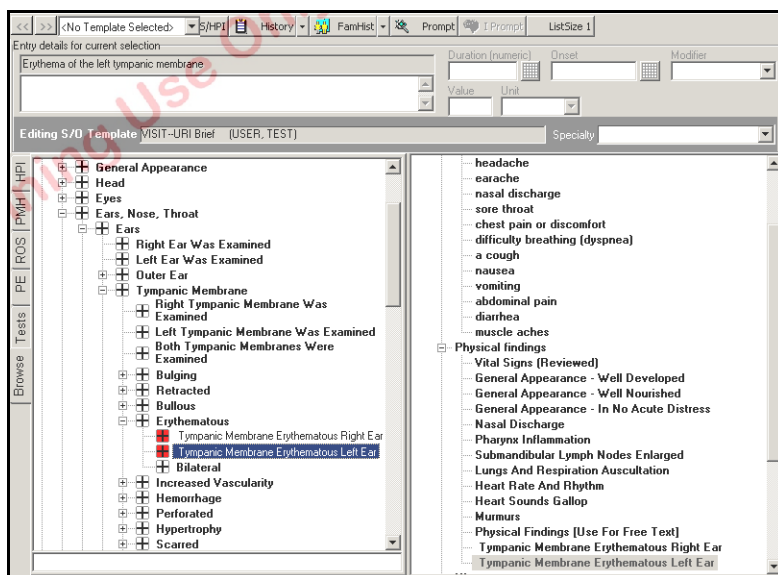 << >> <No Template Selected> S/HPI History FamHist Prompt I Prompt ListSize 1
Entry details for current selection
Erythema of the left tympanic membrane
Duration (numeric) Onset Modifier
Value Unit
Editing S/O Template VISIT--URI Brief (USER, TEST) Specialty
HPI
PMH
ROS
PE
Tests
Browse
General Appearance
Head
Eyes
Ears, Nose, Throat
Ears
Right Ear Was Examined
Left Ear Was Examined
Outer Ear
Tympanic Membrane
Right Tympanic Membrane Was
Examined
Left Tympanic Membrane Was Examined
Both Tympanic Membranes Were
Examined
Bulging
Retracted
Bullous
Erythematous
Tympanic Membrane Erythematous Right Ear
Tympanic Membrane Erythematous Left Ear
Bilateral
Increased Vascularity
Hemorrhage
Perforated
Hypertrophy
Scarred
headache
earache
nasal discharge
sore throat
chest pain or discomfort
difficulty breathing (dyspnea)
a cough
nausea
vomiting
abdominal pain
diarrhea
muscle aches
Physical findings
Vital Signs (Reviewed)
General Appearance - Well Developed
General Appearance - Well Nourished
General Appearance - In No Acute Distress
Nasal Discharge
Pharynx Inflammation
Submandibular Lymph Nodes Enlarged
Lungs And Respiration Auscultation
Heart Rate And Rhythm
Heart Sounds Gallop
Murmurs
Physical Findings [Use For Free Text]
Tympanic Membrane Erythematous Right Ear
Tympanic Membrane Erythematous Left Ear
ning Use On